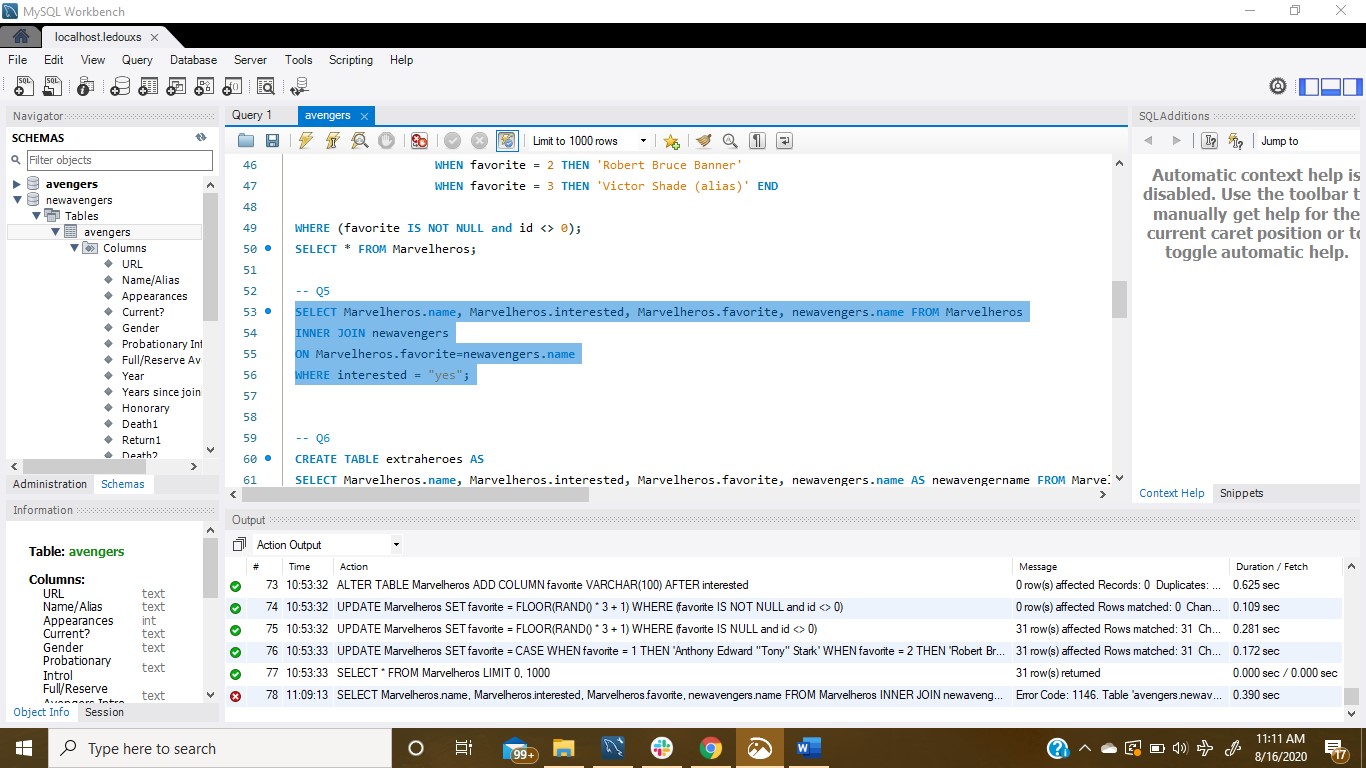 MySQL Workbench
localhost.ledouxs
File Edit View Query Database Server Tools Scripting Help
Navigator
SCHEMAS
Filter objects
avengers
newavengers
Tables
avengers
Columns
URL
Name/Alias
Appearances
Current?
Gender
Probationary Int
Full/Reserve Av
Year
Years since join
Honorary
Death1
Return1
Death2
Administration Schemas
Information
Table: avengers
Columns:
URL text
Name/Alias text
Appearances int
Current? text
Gender text
Probationary Introl text
Full/Reserve Avengers Intro text
Object Info Session
Query 1 avengers
Limit to 1000 rows
46 WHEN favorite = 2 THEN 'Robert Bruce Banner'
47 WHEN favorite = 3 THEN 'Victor Shade (alias)' END
48
49 WHERE (favorite IS NOT NULL and id <> 0);
50 SELECT * FROM Marvelheros;
51
52 -- Q5
53 SELECT Marvelheros.name, Marvelheros.interested, Marvelheros.favorite, newavengers.name FROM Marvelheros
54 INNER JOIN newavengers
55 ON Marvelheros.favorite=newavengers.name
56 WHERE interested = "yes";
57
58
59 -- Q6
60 CREATE TABLE extraheroes AS
61 SELECT Marvelheros.name, Marvelheros.interested, Marvelheros.favorite, newavengers.name AS newavengername FROM Marvel
SQLAdditions
Jump to
Automatic context help is
disabled. Use the toolbar t
manually get help for the
current caret position or to
toggle automatic help.
Context Help Snippets
Output
Action Output
# Time Action Message Duration / Fetch
73 10:53:32 ALTER TABLE Marvelheros ADD COLUMN favorite VARCHAR(100) AFTER interested 0 row(s) affected Records: 0 Duplicates: ... 0.625 sec
74 10:53:32 UPDATE Marvelheros SET favorite = FLOOR(RAND() * 3 + 1) WHERE (favorite IS NOT NULL and id <> 0) 0 row(s) affected Rows matched: 0 Chan... 0.109 sec
75 10:53:32 UPDATE Marvelheros SET favorite = FLOOR(RAND() * 3 + 1) WHERE (favorite IS NULL and id <> 0) 31 row(s) affected Rows matched: 31 Ch... 0.281 sec
76 10:53:33 UPDATE Marvelheros SET favorite = CASE WHEN favorite = 1 THEN 'Anthony Edward "Tony" Stark' WHEN favorite = 2 THEN 'Robert Br... 31 row(s) affected Rows matched: 31 Ch... 0.172 sec
77 10:53:33 SELECT * FROM Marvelheros LIMIT 0, 1000 31 row(s) returned 0.000 sec / 0.000 sec
78 11:09:13 SELECT Marvelheros.name, Marvelheros.interested, Marvelheros.favorite, newavengers.name FROM Marvelheros INNER JOIN newaveng... Error Code: 1146. Table 'avengers.newav... 0.390 sec
Type here to search
99+
11:11 AM
8/16/2020
17